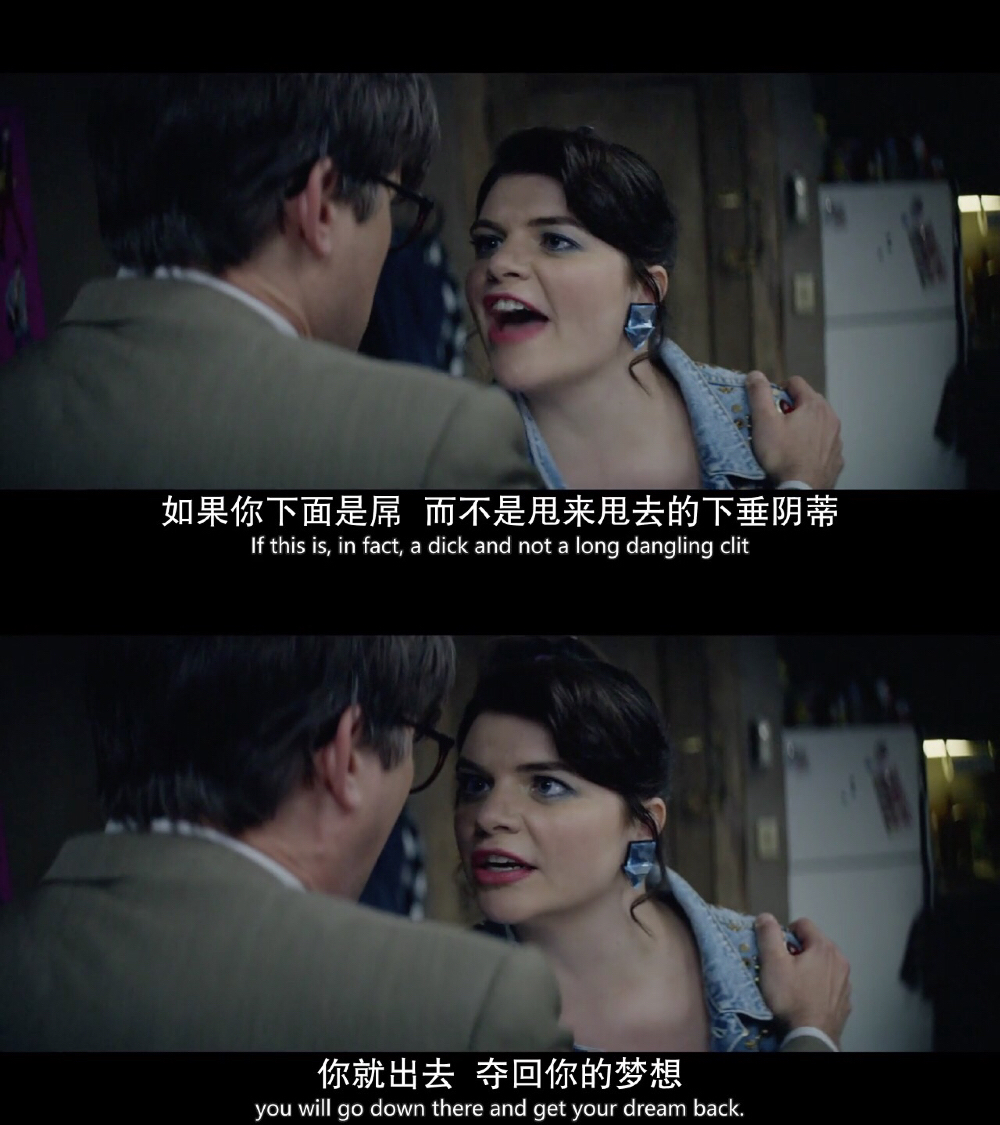 如果你下面是屌 而不是甩来甩去的下垂阴蒂
If this is, in fact, a dick and not a long dangling clit
你就出去 夺回你的梦想
you will go down there and get your dream back.